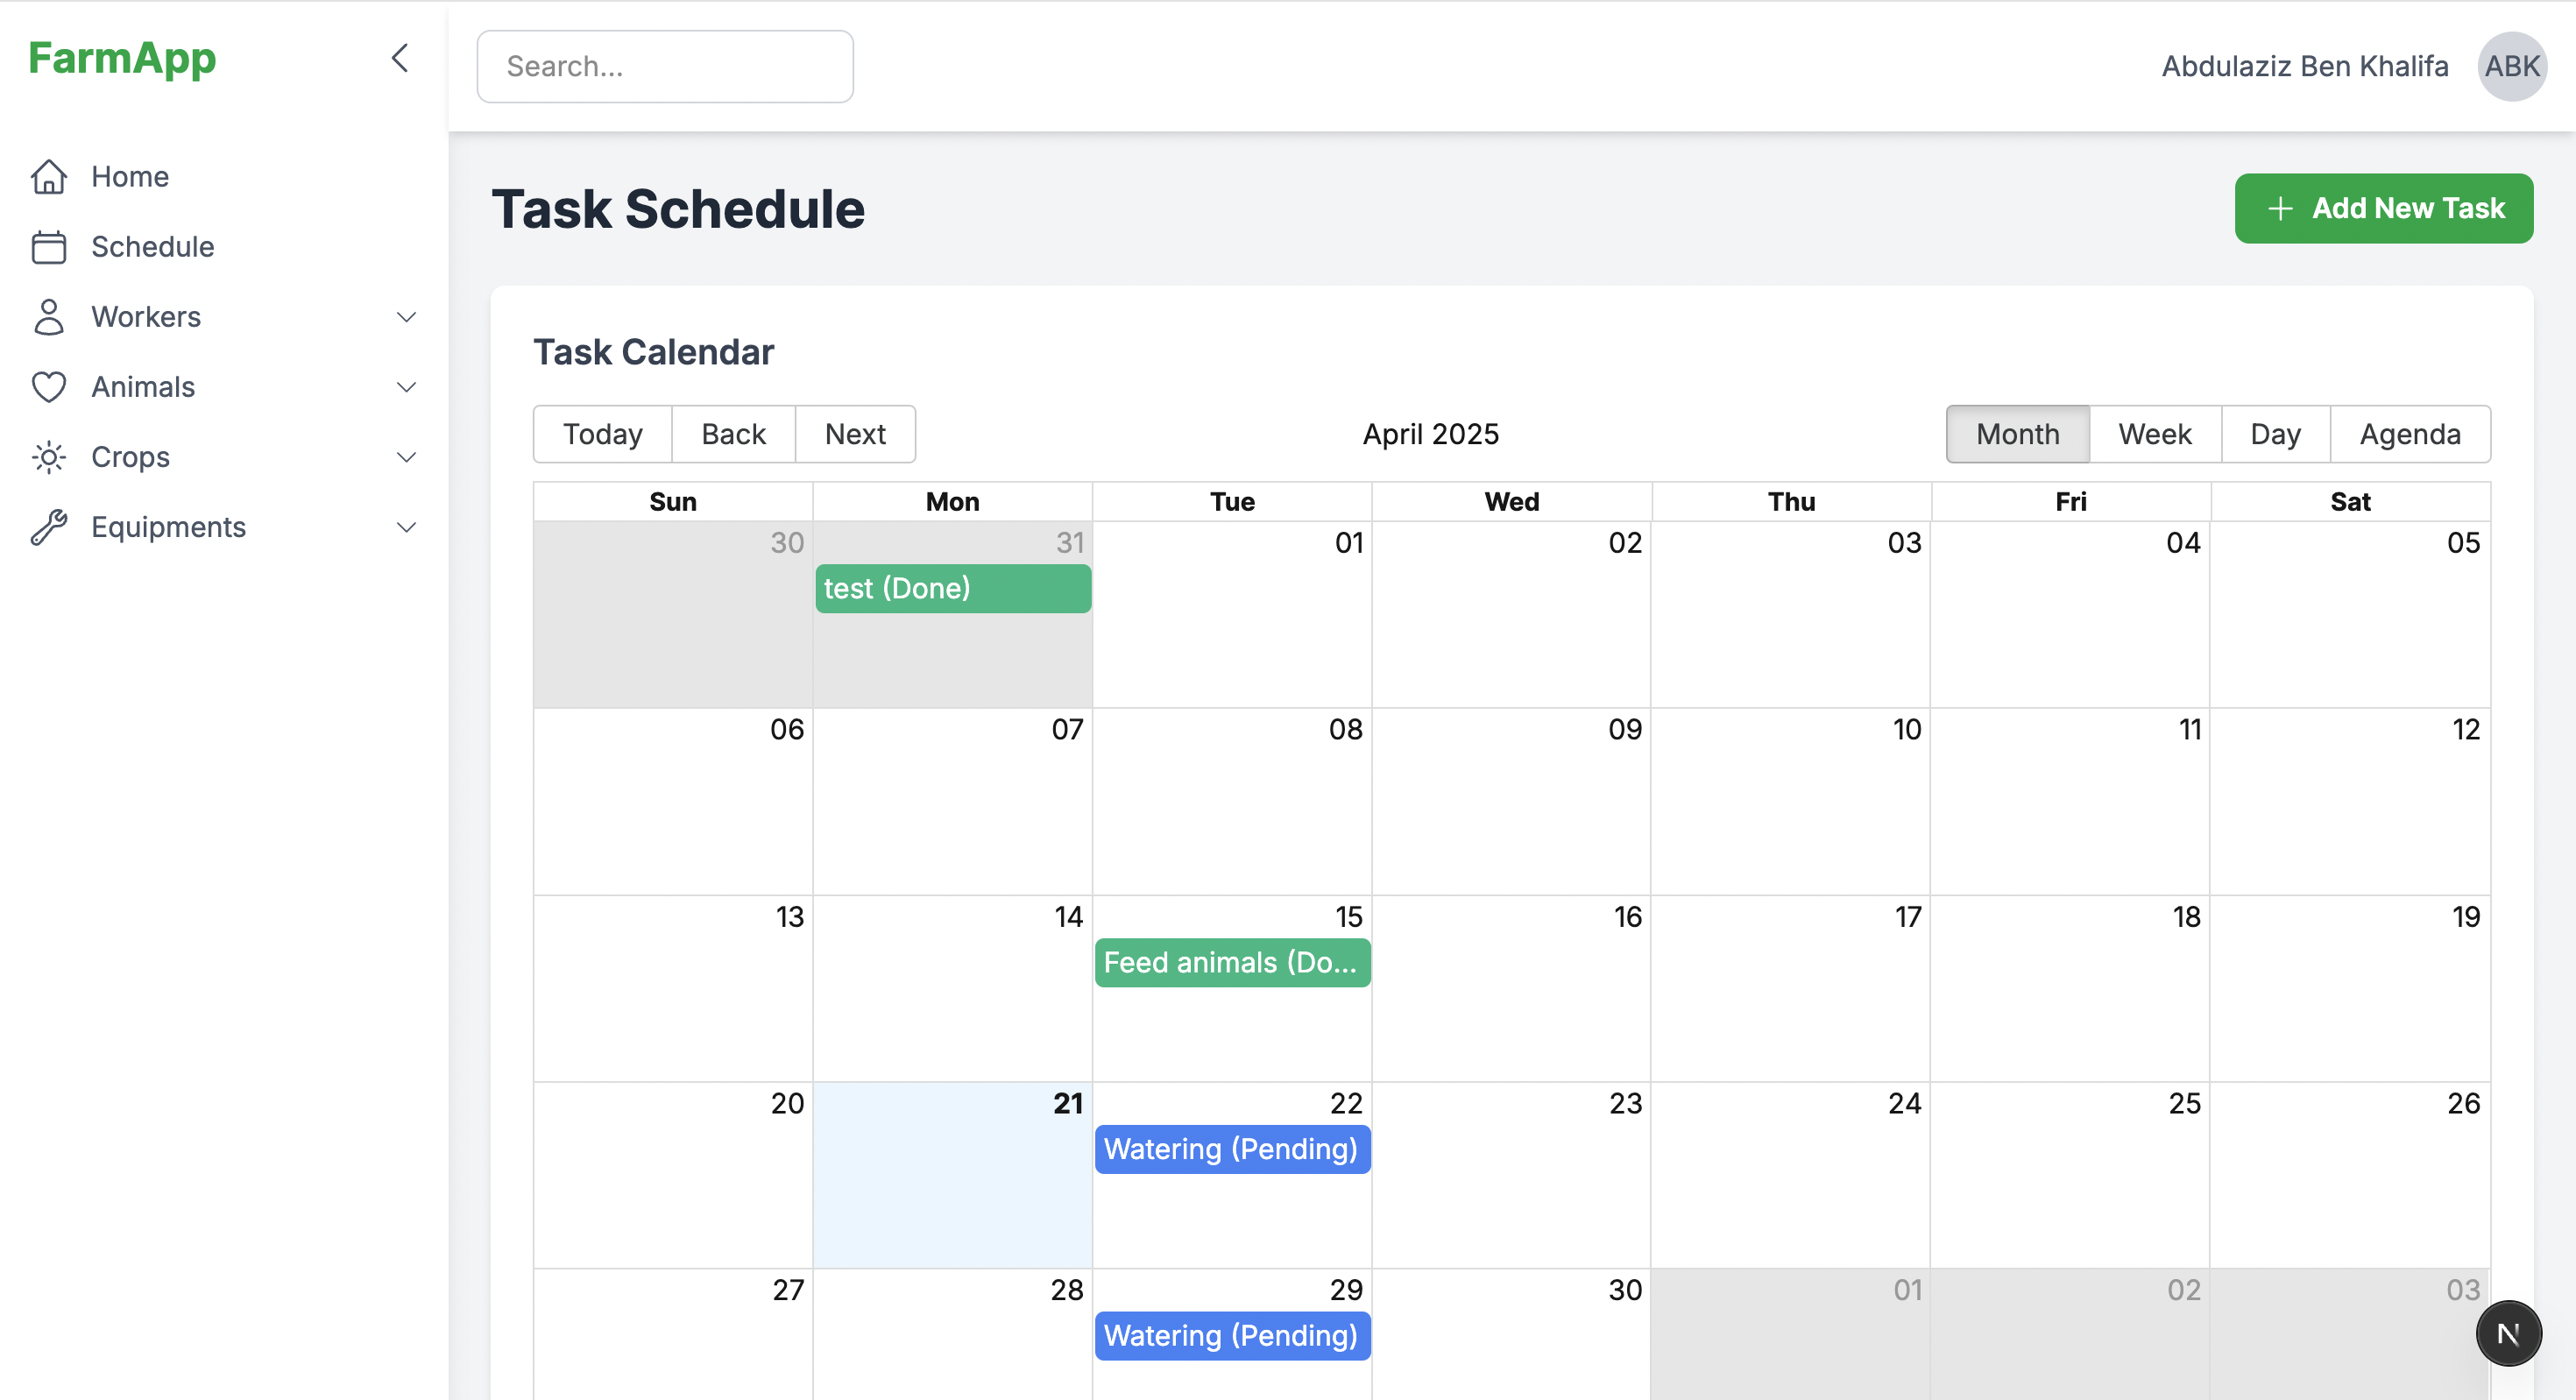 FarmApp
Search...
Abdulaziz Ben Khalifa ABK
Home
Schedule
Workers
Animals
Crops
Equipments
Task Schedule
Add New Task
Task Calendar
Today Back Next
April 2025
Month Week Day Agenda
Sun Mon Tue Wed Thu Fri Sat
30 31 01 02 03 04 05
test (Done)
06 07 08 09 10 11 12
13 14 15 16 17 18 19
Feed animals (Do...
20 21 22 23 24 25 26
Watering (Pending)
27 28 29 30 01 02 03
Watering (Pending)
N